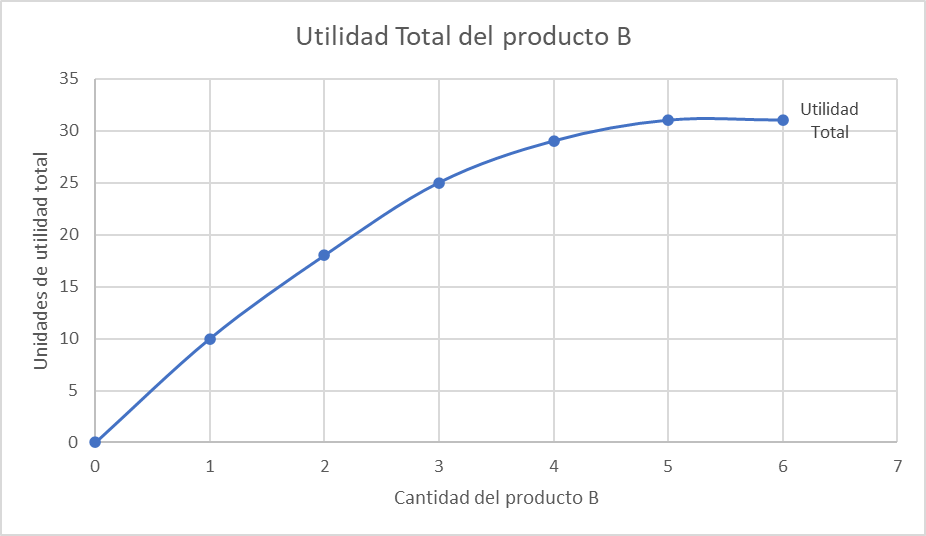 Utilidad Total del producto B
Unidades de utilidad total
35
30
25
20
15
10
5
0
Utilidad
Total
0 1 2 3 4 5 6 7
Cantidad del producto B